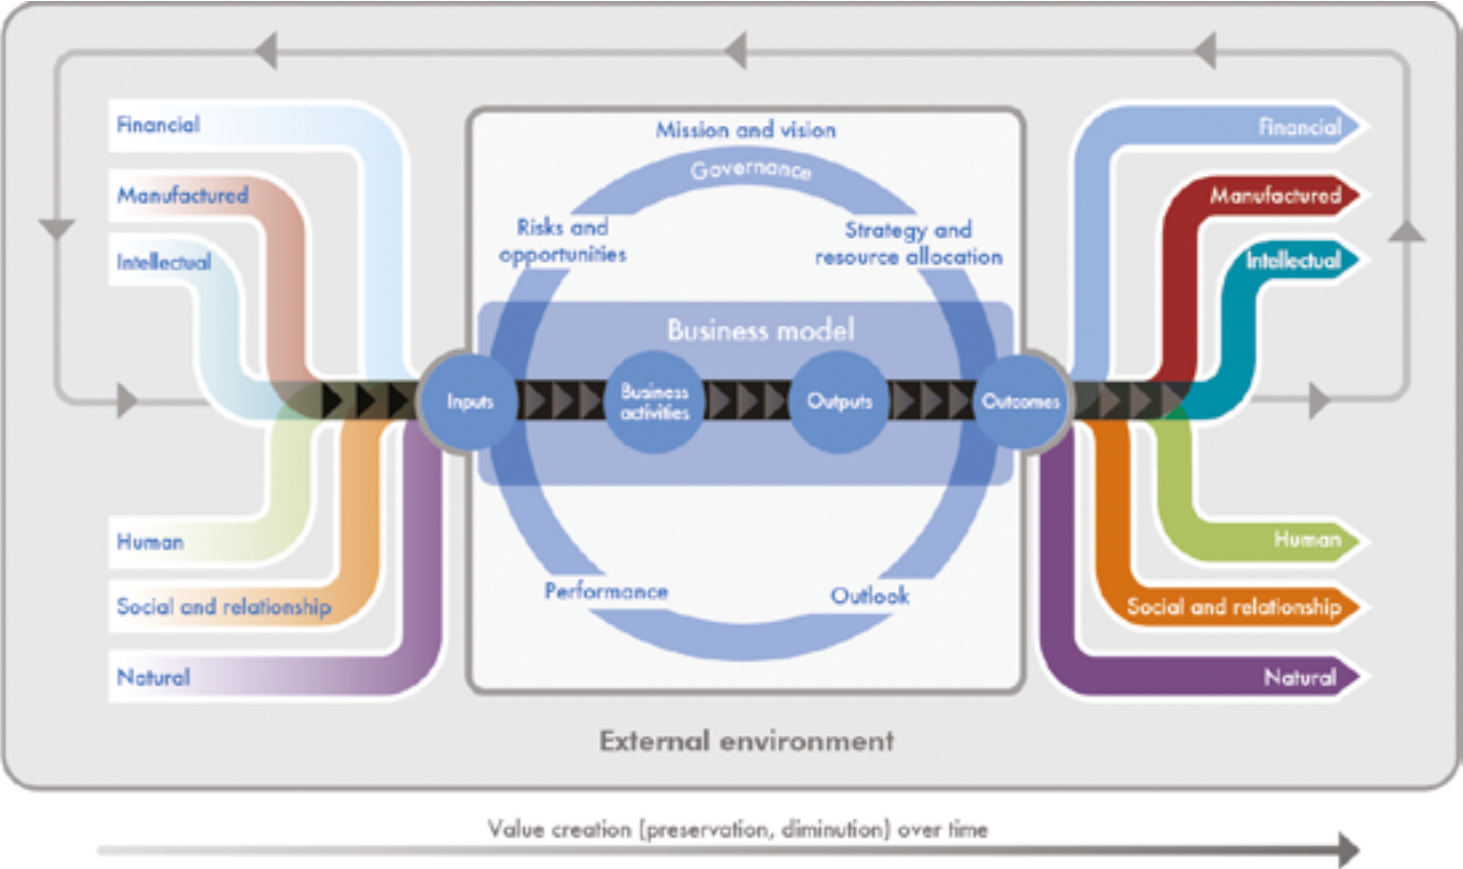 Financial
Manufactured
Intellectual
Human
Social and relationship
Natural
Mission and vision
Governance
Risks and
opportunities
Strategy and
resource allocation
Business model
Inputs
Business
activities
Outputs
Outcomes
Performance
Outlook
Financial
Manufactured
Intellectual
Human
Social and relationship
Natural
External environment
Value creation (preservation, diminution) over time